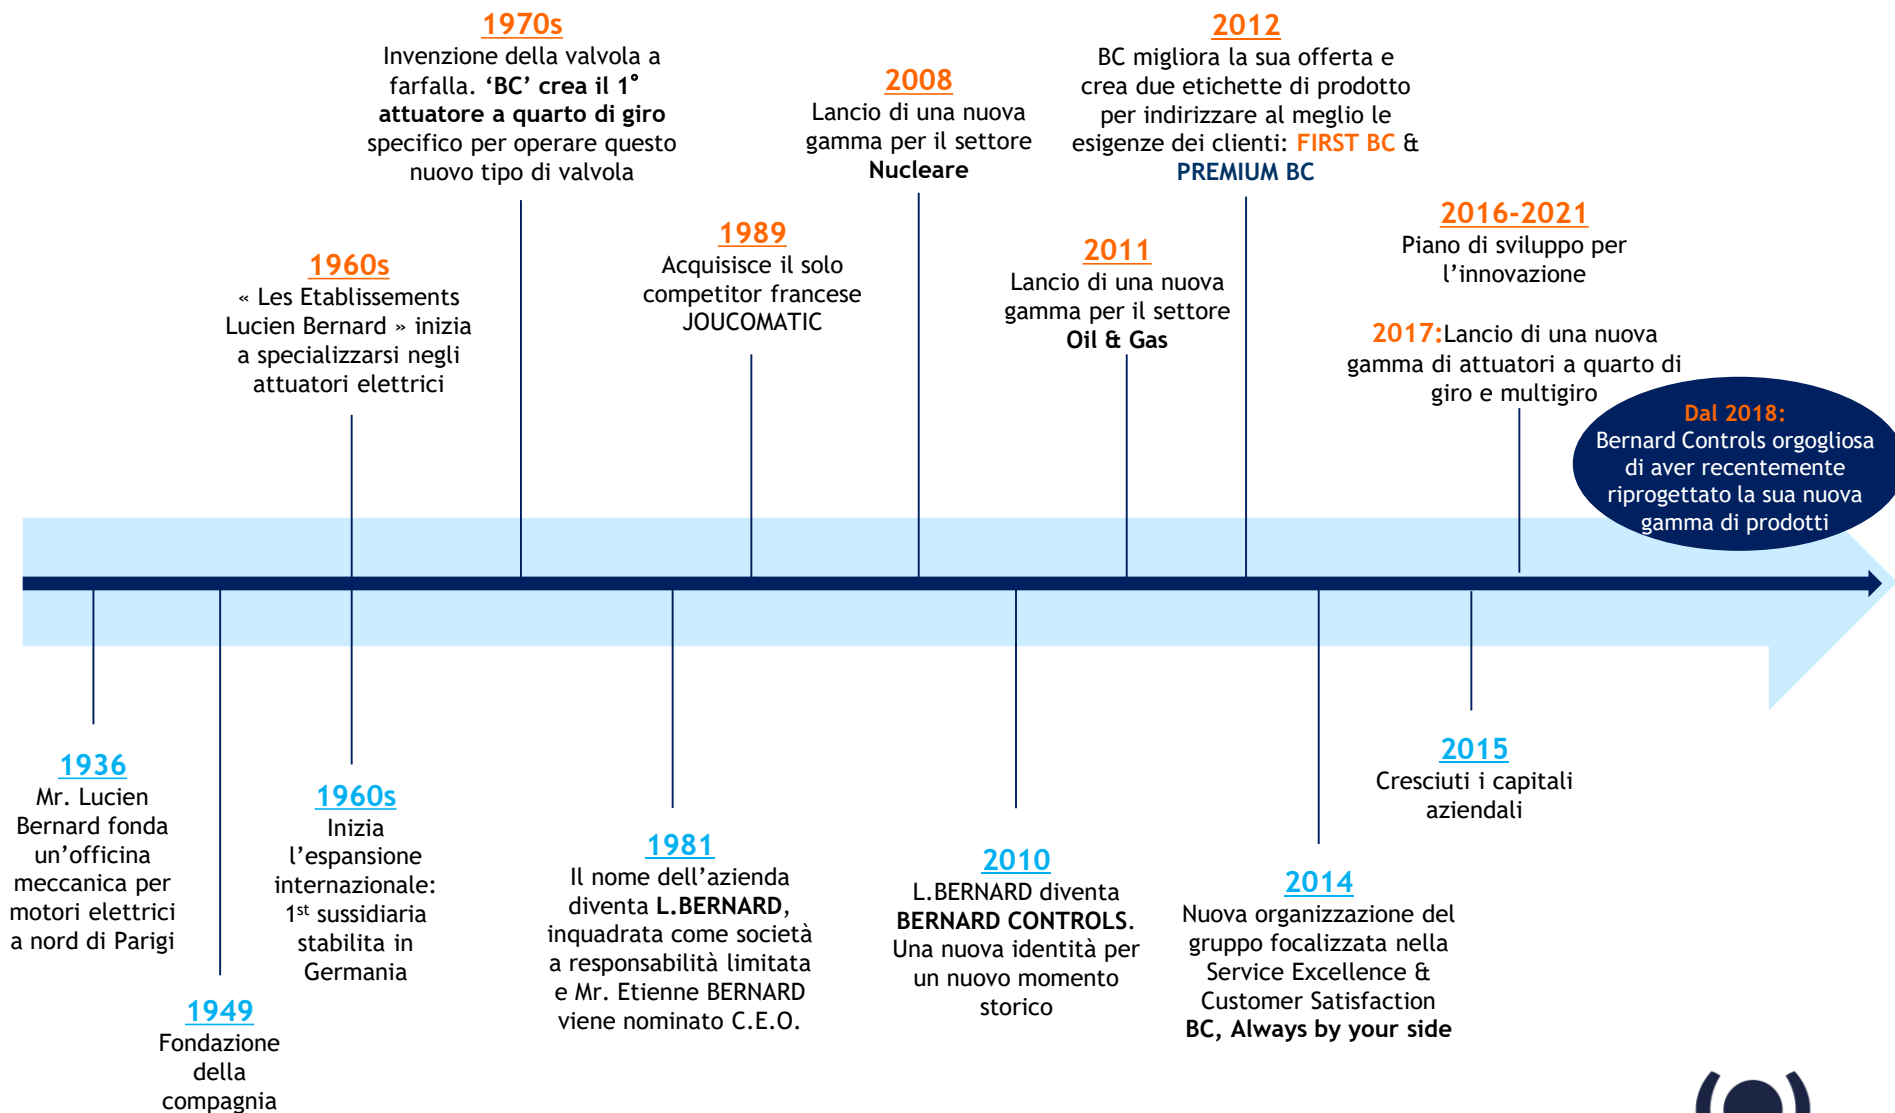 1970s
Invenzione della valvola a
farfalla. ‘BC’ crea il 1°
attuatore a quarto di giro
specifico per operare questo
nuovo tipo di valvola
2008
Lancio di una nuova
gamma per il settore
Nucleare
2012
BC migliora la sua offerta e
crea due etichette di prodotto
per indirizzare al meglio le
esigenze dei clienti: FIRST BC &
PREMIUM BC
1960s
« Les Etablissements
Lucien Bernard » inizia
a specializzarsi negli
attuatori elettrici
1989
Acquisisce il solo
competitor francese
JOUCOMATIC
2011
Lancio di una nuova
gamma per il settore
Oil & Gas
2016-2021
Piano di sviluppo per
l’innovazione
2017:Lancio di una nuova
gamma di attuatori a quarto di
giro e multigiro
Dal 2018:
Bernard Controls orgogliosa
di aver recentemente
riprogettato la sua nuova
gamma di prodotti
1936
Mr. Lucien
Bernard fonda
un’officina
meccanica per
motori elettrici
a nord di Parigi
1949
Fondazione
della
compagnia
1960s
Inizia
l’espansione
internazionale:
1st sussidiaria
stabilita in
Germania
1981
Il nome dell’azienda
diventa L.BERNARD,
inquadrata come società
a responsabilità limitata
e Mr. Etienne BERNARD
viene nominato C.E.O.
2010
L.BERNARD diventa
BERNARD CONTROLS.
Una nuova identità per
un nuovo momento
storico
2014
Nuova organizzazione del
gruppo focalizzata nella
Service Excellence &
Customer Satisfaction
BC, Always by your side
2015
Cresciuti i capitali
aziendali